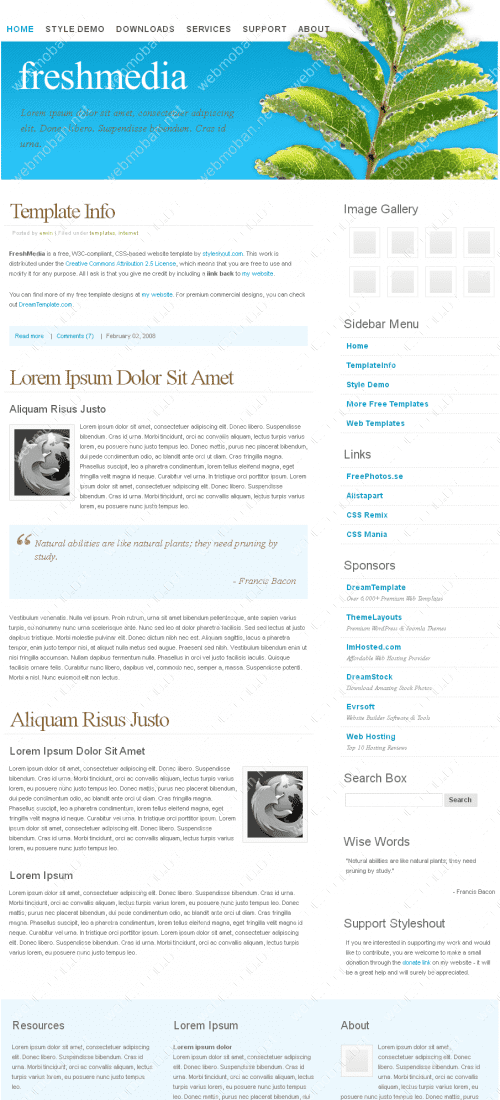 HOME STYLE DEMO DOWNLOADS SERVICES SUPPORT ABOUT
freshmedia
Lorem ipsum dolor sit amet, consectetuer adipiscing
elit. Donec libero. Suspendisse bibendum. Cras id
urna.
Template Info
Posted by erwin | Filed under templates, internet
FreshMedia is a free, W3C-compliant, CSS-based website template by styleshout.com. This work is
distributed under the Creative Commons Attribution 2.5 License, which means that you are free to use and
modify it for any purpose. All I ask is that you give me credit by including a link back to my website.
You can find more of my free template designs at my website. For premium commercial designs, you can check
out DreamTemplate.com.
Read more | Comments (7) | February 02, 2008
Lorem Ipsum Dolor Sit Amet
Aliquam Risus Justo
Lorem ipsum dolor sit amet, consectetuer adipiscing elit. Donec libero. Suspendisse
bibendum. Cras id urna. Morbi tincidunt, orci ac convallis aliquam, lectus turpis varius
lorem, eu posuere nunc justo tempus leo. Donec mattis, purus nec placerat bibendum,
dui pede condimentum odio, ac blandit ante orci ut diam. Cras fringilla magna.
Phasellus suscipit, leo a pharetra condimentum, lorem tellus eleifend magna, eget
fringilla velit magna id neque. Curabitur vel urna. In tristique orci porttitor ipsum. Lorem
ipsum dolor sit amet, consectetuer adipiscing elit. Donec libero. Suspendisse
bibendum. Cras id urna. Morbi tincidunt, orci ac convallis aliquam, lectus turpis varius
lorem, eu posuere nunc justo tempus leo.
“ Natural abilities are like natural plants; they need pruning by
study.
- Francis Bacon
Vestibulum venenatis. Nulla vel ipsum. Proin rutrum, urna sit amet bibendum pellentesque, ante sapien varius
turpis, eu nonummy nunc urna scelerisque ante. Nunc sed leo at dolor pharetra facilisis. Sed sed lectus at justo
dapibus tristique. Morbi molestie pulvinar elit. Donec dictum nibh nec est. Aliquam sagittis, lacus a pharetra
tempor, enim justo tempor nisi, at aliquet nulla metus sed augue. Praesent sed nibh. Vestibulum bibendum enim ut
nisi fringilla accumsan. Nullam dapibus fermentum nulla. Phasellus in orci vel justo facilisis iaculis. Quisque
facilisis ornare felis. Curabitur nunc libero, dapibus vel, commodo nec, semper a, massa. Suspendisse potenti.
Morbi a nisl. Nunc euismod elit non lectus.
Aliquam Risus Justo
Lorem Ipsum Dolor Sit Amet
Lorem ipsum dolor sit amet, consectetuer adipiscing elit. Donec libero. Suspendisse
bibendum. Cras id urna. Morbi tincidunt, orci ac convallis aliquam, lectus turpis varius
lorem, eu posuere nunc justo tempus leo. Donec mattis, purus nec placerat bibendum,
dui pede condimentum odio, ac blandit ante orci ut diam. Cras fringilla magna.
Phasellus suscipit, leo a pharetra condimentum, lorem tellus eleifend magna, eget
fringilla velit magna id neque. Curabitur vel urna. In tristique orci porttitor ipsum. Lorem
ipsum dolor sit amet, consectetuer adipiscing elit. Donec libero. Suspendisse
bibendum. Cras id urna. Morbi tincidunt, orci ac convallis aliquam, lectus turpis varius
lorem, eu posuere nunc justo tempus leo.
Lorem Ipsum
Lorem ipsum dolor sit amet, consectetuer adipiscing elit. Donec libero. Suspendisse bibendum. Cras id urna.
Morbi tincidunt, orci ac convallis aliquam, lectus turpis varius lorem, eu posuere nunc justo tempus leo. Donec
mattis, purus nec placerat bibendum, dui pede condimentum odio, ac blandit ante orci ut diam. Cras fringilla
magna. Phasellus suscipit, leo a pharetra condimentum, lorem tellus eleifend magna, eget fringilla velit magna id
neque. Curabitur vel urna. In tristique orci porttitor ipsum. Lorem ipsum dolor sit amet, consectetuer adipiscing
elit. Donec libero. Suspendisse bibendum. Cras id urna. Morbi tincidunt, orci ac convallis aliquam, lectus turpis
varius lorem, eu posuere nunc justo tempus leo.
Image Gallery
Sidebar Menu
Home
TemplateInfo
Style Demo
More Free Templates
Web Templates
Links
FreePhotos.se
Alistapart
CSS Remix
CSS Mania
Sponsors
DreamTemplate
Over 6,000+ Premium Web Templates
ThemeLayouts
Premium WordPress & Joomla Themes
ImHosted.com
Affordable Web Hosting Provider
DreamStock
Download Amazing Stock Photos
Evrsoft
Website Builder Software & Tools
Web Hosting
Top 10 Hosting Reviews
Search Box
Search
Wise Words
"Natural abilities are like natural plants, they need
pruning by study."
- Francis Bacon
Support Styleshout
If you are interested in supporting my work and would
like to contribute, you are welcome to make a small
donation through the donate link on my website - it will
be a great help and will surely be appreciated.
Resources
Lorem ipsum dolor sit amet, consectetuer adipiscing
elit. Donec libero. Suspendisse bibendum. Cras id
urna. Morbi tincidunt, orci ac convallis aliquam, lectus
turpis varius lorem, eu posuere nunc justo tempus
leo.
Lorem Ipsum
Lorem ipsum dolor
Lorem ipsum dolor sit amet, consectetuer adipiscing
elit. Donec libero. Suspendisse bibendum. Cras id
urna. Morbi tincidunt, orci ac convallis aliquam, lectus
turpis varius lorem, eu posuere nunc justo tempus
leo. Donec mattis, purus nec placerat bibendum, dui
About
Lorem ipsum dolor sit amet,
consectetuer adipiscing elit. Donec
libero. Suspendisse bibendum. Cras
id urna. Morbi tincidunt, orci ac
convallis aliquam, lectus turpis varius
lorem, eu posuere nunc justo tempus